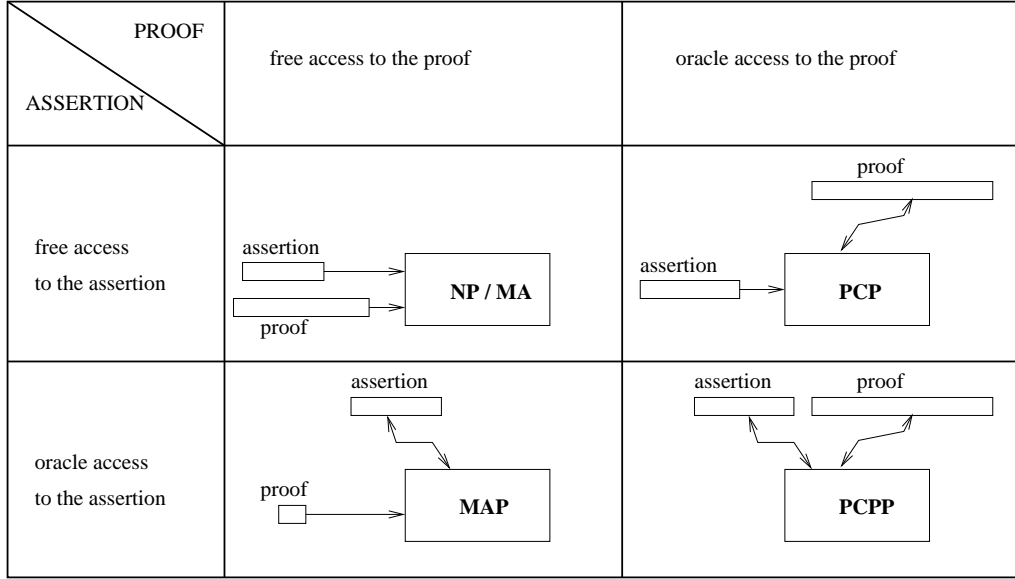 PROOF
ASSERTION
free access to the proof
oracle access to the proof
free access
to the assertion
assertion
proof
NP / MA
proof
assertion
PCP
oracle access
to the assertion
assertion
proof
MAP
assertion
proof
PCPP